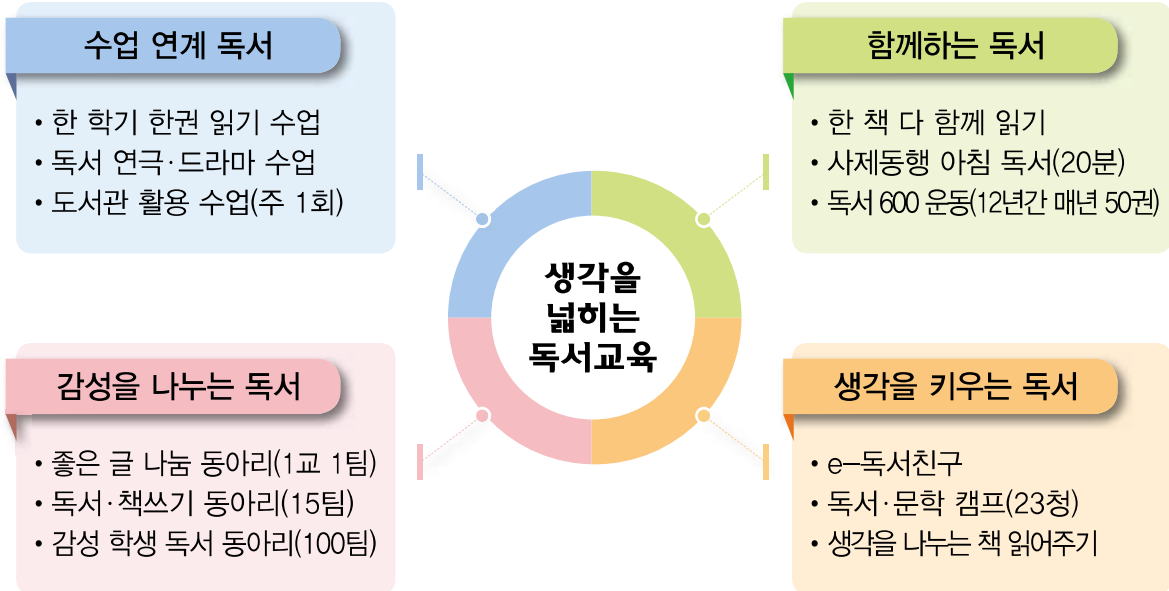 수업 연계 독서
• 한 학기 한권 읽기 수업
• 독서 연극·드라마 수업
• 도서관 활용 수업(주 1회)
함께하는 독서
• 한 책 다 함께 읽기
• 사제동행 아침 독서(20분)
• 독서 600 운동(12년간 매년 50권)
생각을
넓히는
독서교육
감성을 나누는 독서
• 좋은 글 나눔 동아리(1교 1팀)
• 독서·책쓰기 동아리(15팀)
• 감성 학생 독서 동아리(100팀)
생각을 키우는 독서
• e-독서친구
• 독서·문학 캠프(23청)
• 생각을 나누는 책 읽어주기